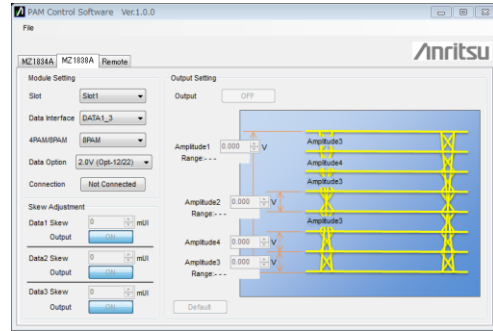 PAM Control Software Ver.1.0.0
File
Anritsu
MZ1834A MZ1838A Remote
Module Setting
Slot Slot1
Data Interface DATA1_3
4PAM/8PAM 8PAM
Data Option 2.0V (Opt-12/22)
Connection Not Connected
Skew Adjustment
Data1 Skew 0 mUI
Output ON
Data2 Skew 0 mUI
Output ON
Data3 Skew 0 mUI
Output ON
Output Setting
Output OFF
Amplitude1 0.000 V
Range:- - -
Amplitude2 0.000 V
Range:- - -
Amplitude4 0.000 V
Amplitude3 0.000 V
Range:- - -
Default
Amplitude3
Amplitude4
Amplitude3
Amplitude3